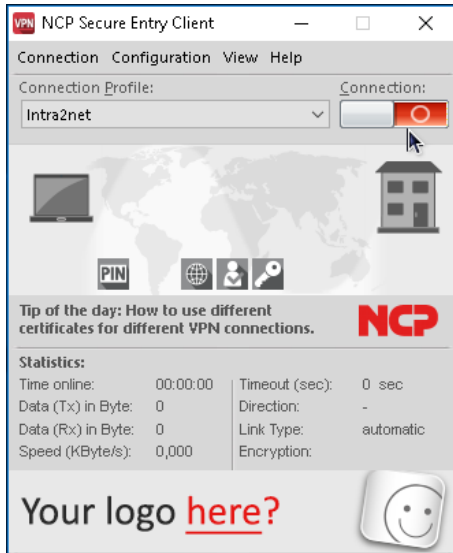 VPN NCP Secure Entry Client
Connection Configuration View Help
Connection Profile: Connection:
Intra2net
PIN
Tip of the day: How to use different
certificates for different VPN connections.
NCP
Statistics:
Time online: 00:00:00 Timeout (sec): 0 sec
Data (Tx) in Byte: 0 Direction: -
Data (Rx) in Byte: 0 Link Type: automatic
Speed (KByte/s): 0,000 Encryption:
Your logo here?